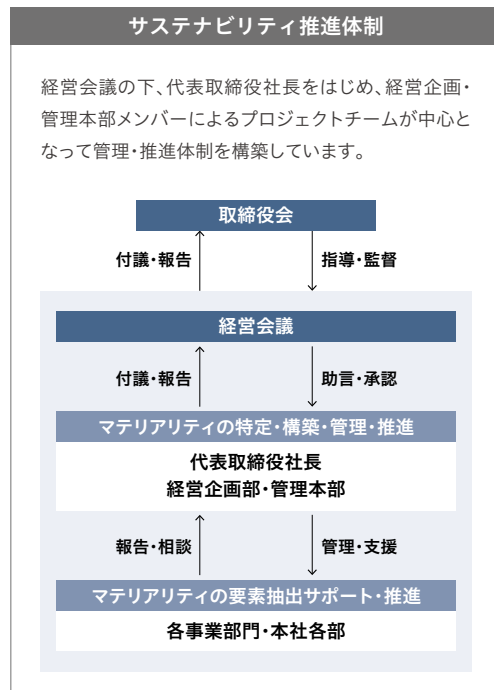 サステナビリティ推進体制
経営会議の下、代表取締役社長をはじめ、経営企画・
管理本部メンバーによるプロジェクトチームが中心と
なって管理・推進体制を構築しています。
取締役会
付議・報告
指導・監督
経営会議
付議・報告
助言・承認
マテリアリティの特定・構築・管理・推進
代表取締役社長
経営企画部・管理本部
報告・相談
管理・支援
マテリアリティの要素抽出サポート・推進
各事業部門・本社各部